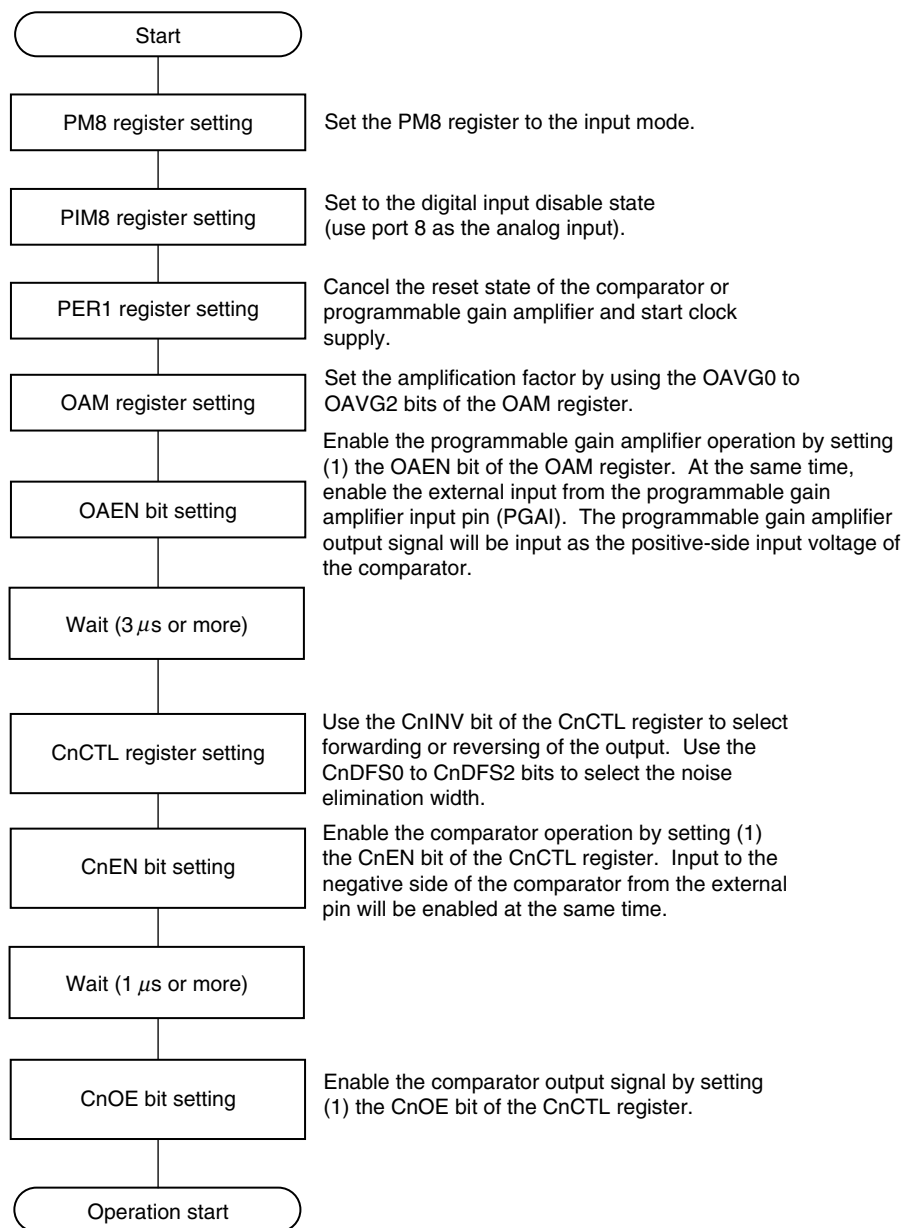 Start
PM8 register setting
Set the PM8 register to the input mode.
PIM8 register setting
Set to the digital input disable state
(use port 8 as the analog input).
PER1 register setting
Cancel the reset state of the comparator or
programmable gain amplifier and start clock
supply.
OAM register setting
Set the amplification factor by using the OAVG0 to
OAVG2 bits of the OAM register.
OAEN bit setting
Enable the programmable gain amplifier operation by setting
(1) the OAEN bit of the OAM register.  At the same time,
enable the external input from the programmable gain
amplifier input pin (PGAI).  The programmable gain amplifier
output signal will be input as the positive-side input voltage of
the comparator.
Wait (3 μs or more)
CnCTL register setting
Use the CnINV bit of the CnCTL register to select
forwarding or reversing of the output.  Use the
CnDFS0 to CnDFS2 bits to select the noise
elimination width.
CnEN bit setting
Enable the comparator operation by setting (1)
the CnEN bit of the CnCTL register.  Input to the
negative side of the comparator from the external
pin will be enabled at the same time.
Wait (1 μs or more)
CnOE bit setting
Enable the comparator output signal by setting
(1) the CnOE bit of the CnCTL register.
Operation start